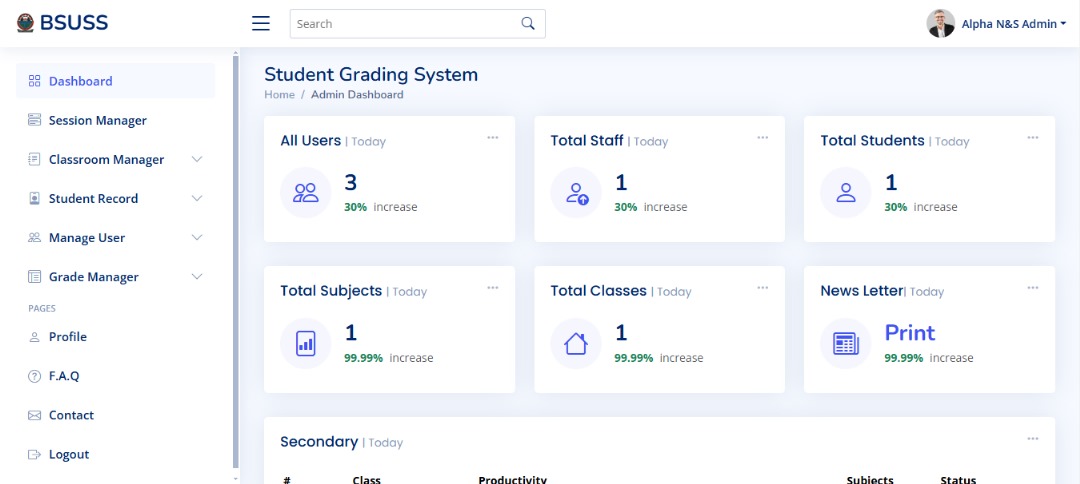 BSUSS
Search
Alpha N&S Admin
Dashboard
Session Manager
Classroom Manager
Student Record
Manage User
Grade Manager
PAGES
Profile
F.A.Q
Contact
Logout
Student Grading System
Home / Admin Dashboard
All Users | Today
3
30% increase
Total Staff | Today
1
30% increase
Total Students | Today
1
30% increase
Total Subjects | Today
1
99.99% increase
Total Classes | Today
1
99.99% increase
News Letter| Today
Print
99.99% increase
Secondary | Today
# Class Productivity Subjects Status